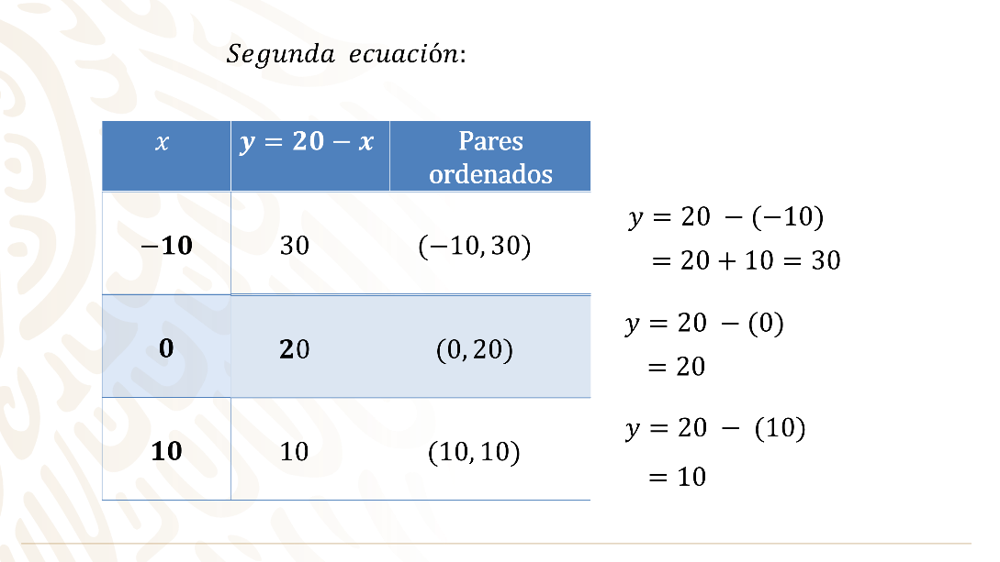 Segunda ecuación:
x y = 20 − x Pares
ordenados
−10 30 (−10, 30)
0 20 (0, 20)
10 10 (10, 10)
y = 20 − (−10)
= 20 + 10 = 30
y = 20 − (0)
= 20
y = 20 − (10)
= 10